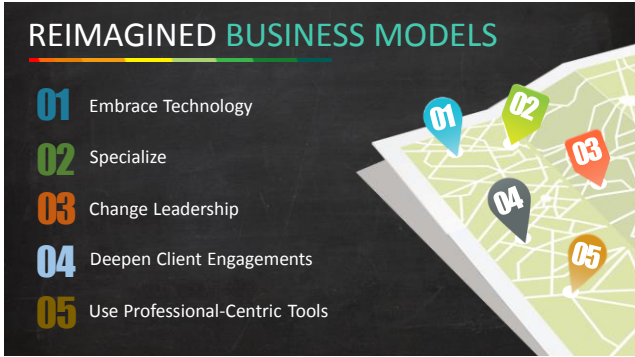 REIMAGINED BUSINESS MODELS
01 Embrace Technology
02 Specialize
03 Change Leadership
04 Deepen Client Engagements
05 Use Professional-Centric Tools
01
02
03
04
05